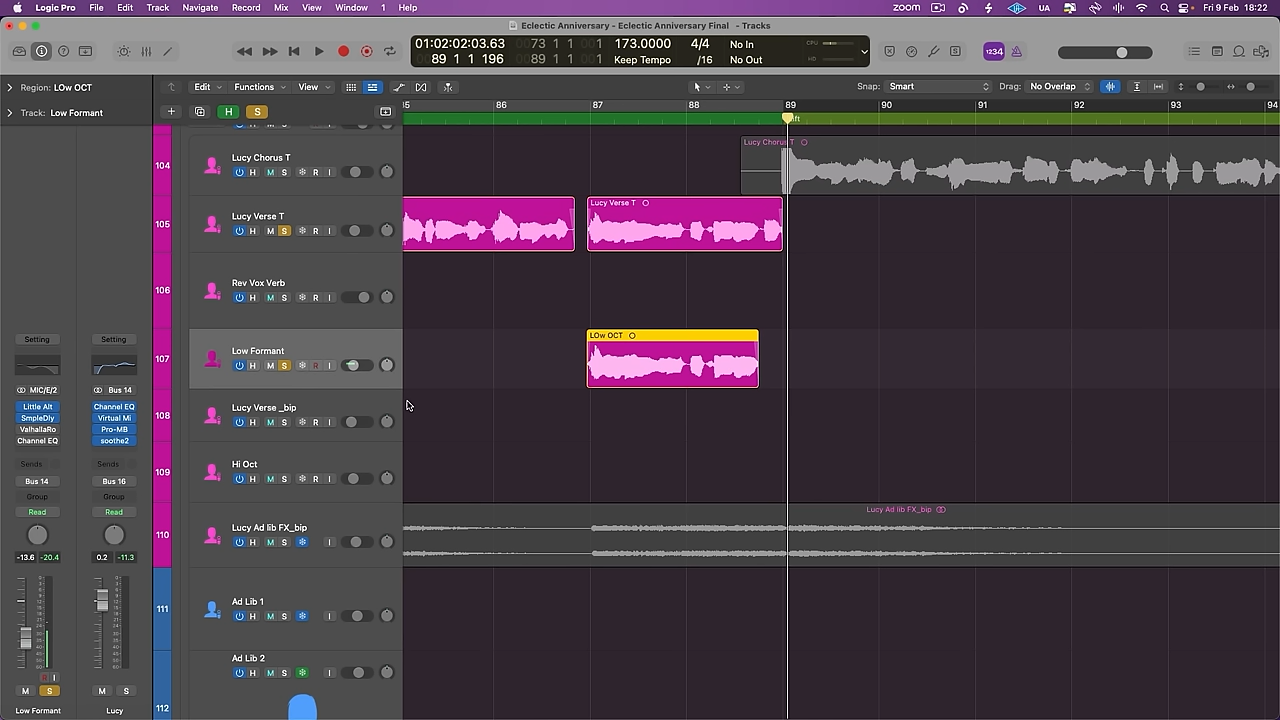 Logic Pro File Edit Track Navigate Record Mix View Window 1 Help zoom UA Fri 9 Feb 18:22
Eclectic Anniversary - Eclectic Anniversary Final - Tracks
01:02:02:03.63 0073 1 1 001 173.0000 4/4 No In CPU
89 1 1 196 0089 1 1 001 Keep Tempo /16 No Out HD
1234
Region: LOw OCT Edit Functions View Snap: Smart Drag: No Overlap
Track: Low Formant H S 85 86 87 88 89 90 91 92 93 94
104 Lucy Chorus T H M S R I Lucy Chorus T
105 Lucy Verse T H M S R I Lucy Verse T
106 Rev Vox Verb H M S R I
107 Low Formant H M S R I LOw OCT
108 Lucy Verse _bip H M S R I
109 Hi Oct H M S R I
110 Lucy Ad lib FX_bip H M S I Lucy Ad lib FX_bip
111 Ad Lib 1 H M S I
112 Ad Lib 2 H M S I
Setting Setting
MIC/E/2 Bus 14
Little Alt Channel EQ
SmpleDly Virtual Mi
ValhallaRo Pro-MB
Channel EQ soothe2
Sends Sends
Bus 14 Bus 16
Group Group
Read Read
-13.6 -20.4 0.2 -11.3
R I
M S M S
Low Formant Lucy